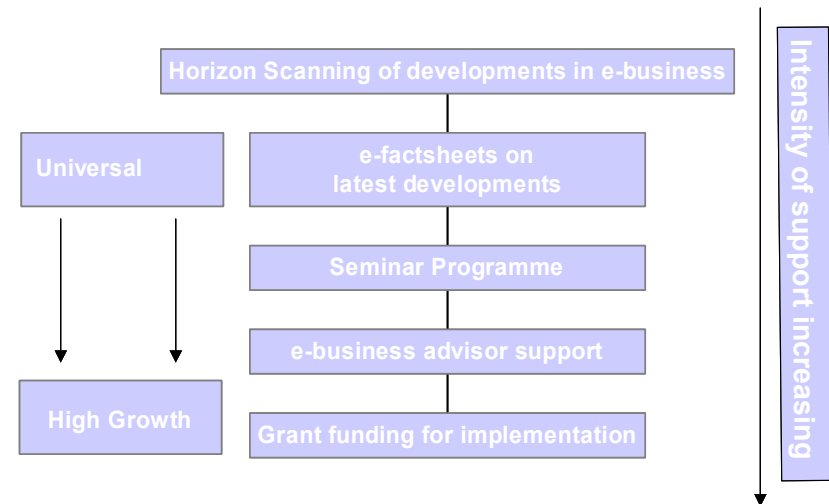 Horizon Scanning of developments in e-business
Universal
e-factsheets on
latest developments
Seminar Programme
e-business advisor support
High Growth
Grant funding for implementation
Intensity of support increasing